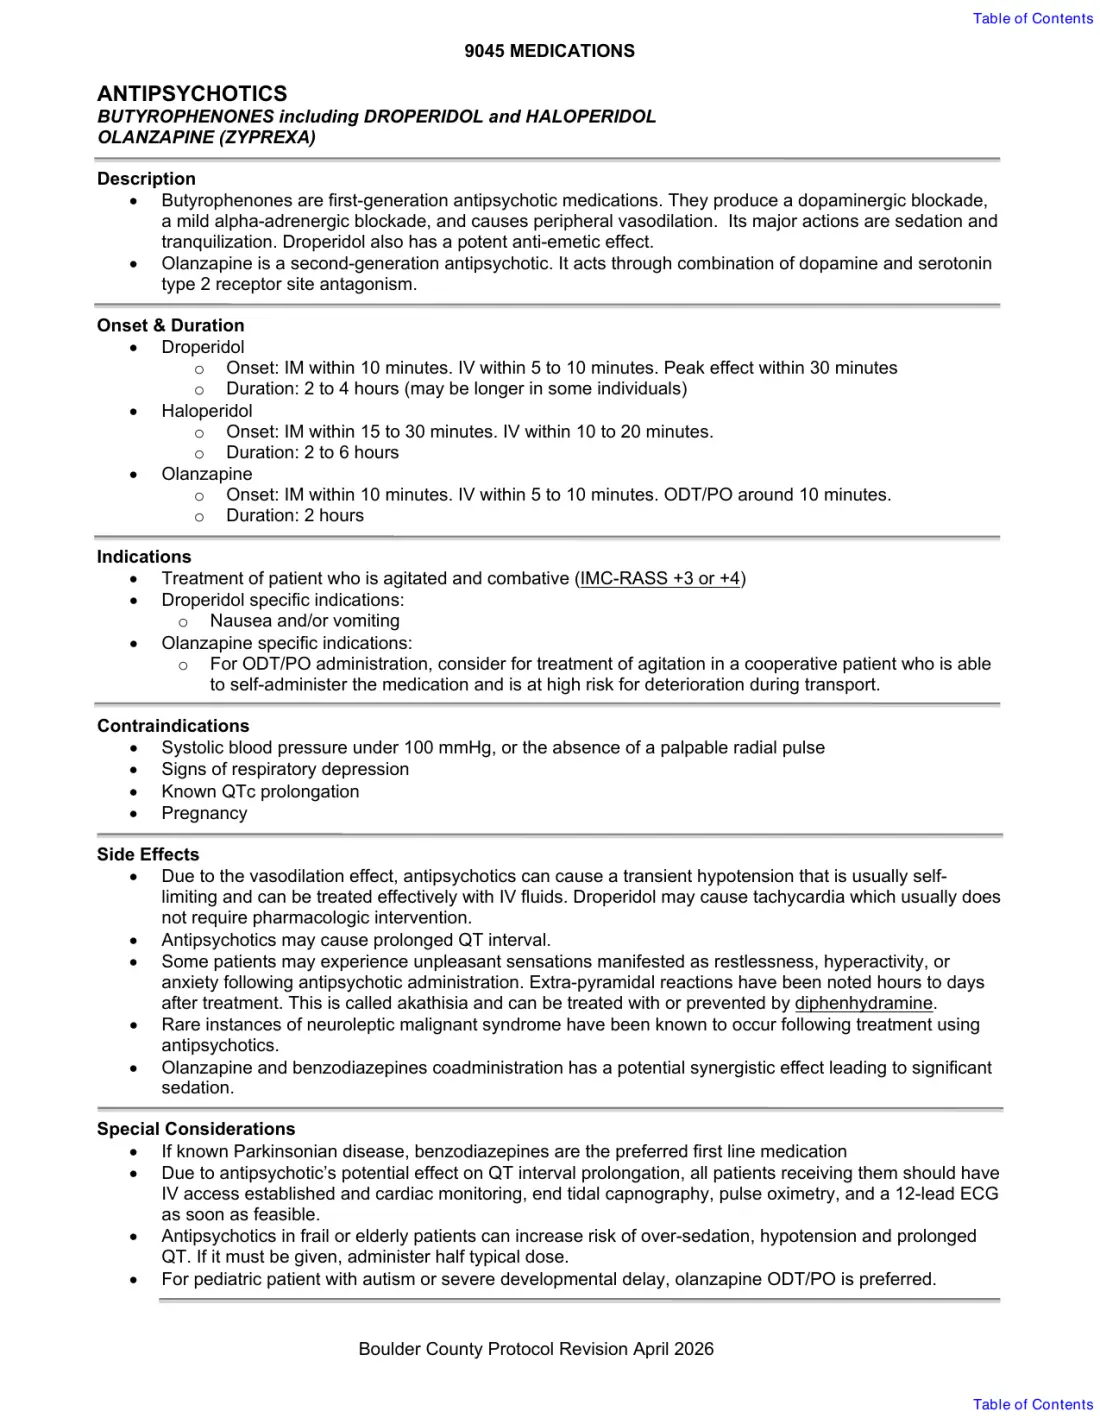 Table of Contents
9045 MEDICATIONS
ANTIPSYCHOTICS
BUTYROPHENONES including DROPERIDOL and HALOPERIDOL
OLANZAPINE (ZYPREXA)
Description
• Butyrophenones are first-generation antipsychotic medications. They produce a dopaminergic blockade,
a mild alpha-adrenergic blockade, and causes peripheral vasodilation. Its major actions are sedation and
tranquilization. Droperidol also has a potent anti-emetic effect.
• Olanzapine is a second-generation antipsychotic. It acts through combination of dopamine and serotonin
type 2 receptor site antagonism.
Onset & Duration
• Droperidol
o Onset: IM within 10 minutes. IV within 5 to 10 minutes. Peak effect within 30 minutes
o Duration: 2 to 4 hours (may be longer in some individuals)
• Haloperidol
o Onset: IM within 15 to 30 minutes. IV within 10 to 20 minutes.
o Duration: 2 to 6 hours
• Olanzapine
o Onset: IM within 10 minutes. IV within 5 to 10 minutes. ODT/PO around 10 minutes.
o Duration: 2 hours
Indications
• Treatment of patient who is agitated and combative (IMC-RASS +3 or +4)
• Droperidol specific indications:
o Nausea and/or vomiting
• Olanzapine specific indications:
o For ODT/PO administration, consider for treatment of agitation in a cooperative patient who is able
to self-administer the medication and is at high risk for deterioration during transport.
Contraindications
• Systolic blood pressure under 100 mmHg, or the absence of a palpable radial pulse
• Signs of respiratory depression
• Known QTc prolongation
• Pregnancy
Side Effects
• Due to the vasodilation effect, antipsychotics can cause a transient hypotension that is usually self-
limiting and can be treated effectively with IV fluids. Droperidol may cause tachycardia which usually does
not require pharmacologic intervention.
• Antipsychotics may cause prolonged QT interval.
• Some patients may experience unpleasant sensations manifested as restlessness, hyperactivity, or
anxiety following antipsychotic administration. Extra-pyramidal reactions have been noted hours to days
after treatment. This is called akathisia and can be treated with or prevented by diphenhydramine.
• Rare instances of neuroleptic malignant syndrome have been known to occur following treatment using
antipsychotics.
• Olanzapine and benzodiazepines coadministration has a potential synergistic effect leading to significant
sedation.
Special Considerations
• If known Parkinsonian disease, benzodiazepines are the preferred first line medication
• Due to antipsychotic’s potential effect on QT interval prolongation, all patients receiving them should have
IV access established and cardiac monitoring, end tidal capnography, pulse oximetry, and a 12-lead ECG
as soon as feasible.
• Antipsychotics in frail or elderly patients can increase risk of over-sedation, hypotension and prolonged
QT. If it must be given, administer half typical dose.
• For pediatric patient with autism or severe developmental delay, olanzapine ODT/PO is preferred.
Boulder County Protocol Revision April 2026
Table of Contents